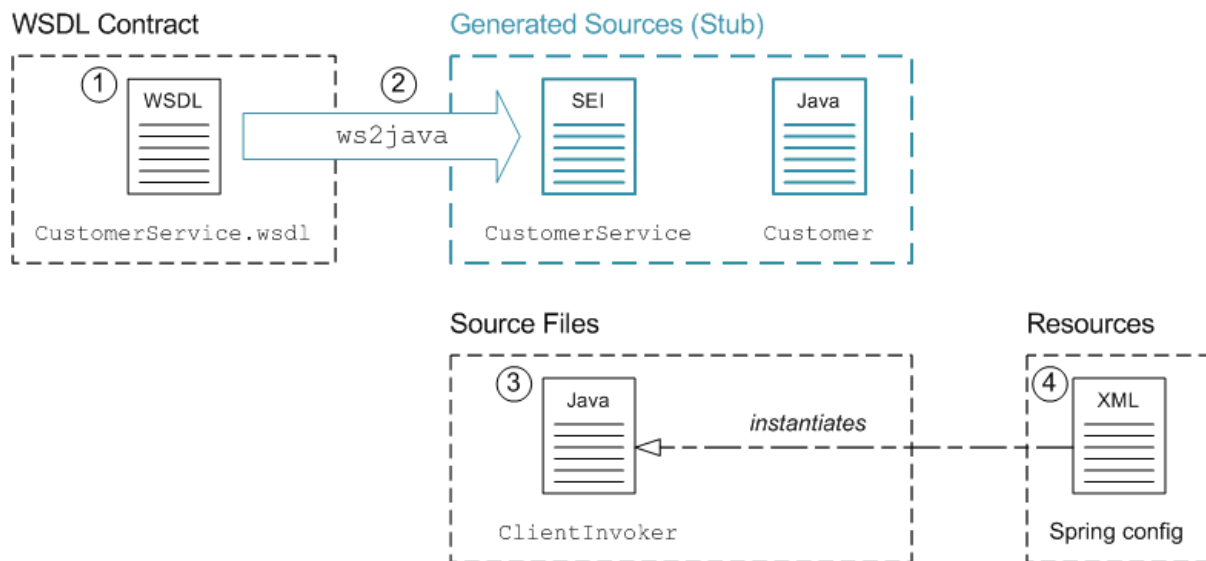 WSDL Contract
Generated Sources (Stub)
1
2
WSDL
SEI
Java
ws2java
CustomerService.wsdl
CustomerService
Customer
Source Files
Resources
3
4
Java
XML
instantiates
ClientInvoker
Spring config